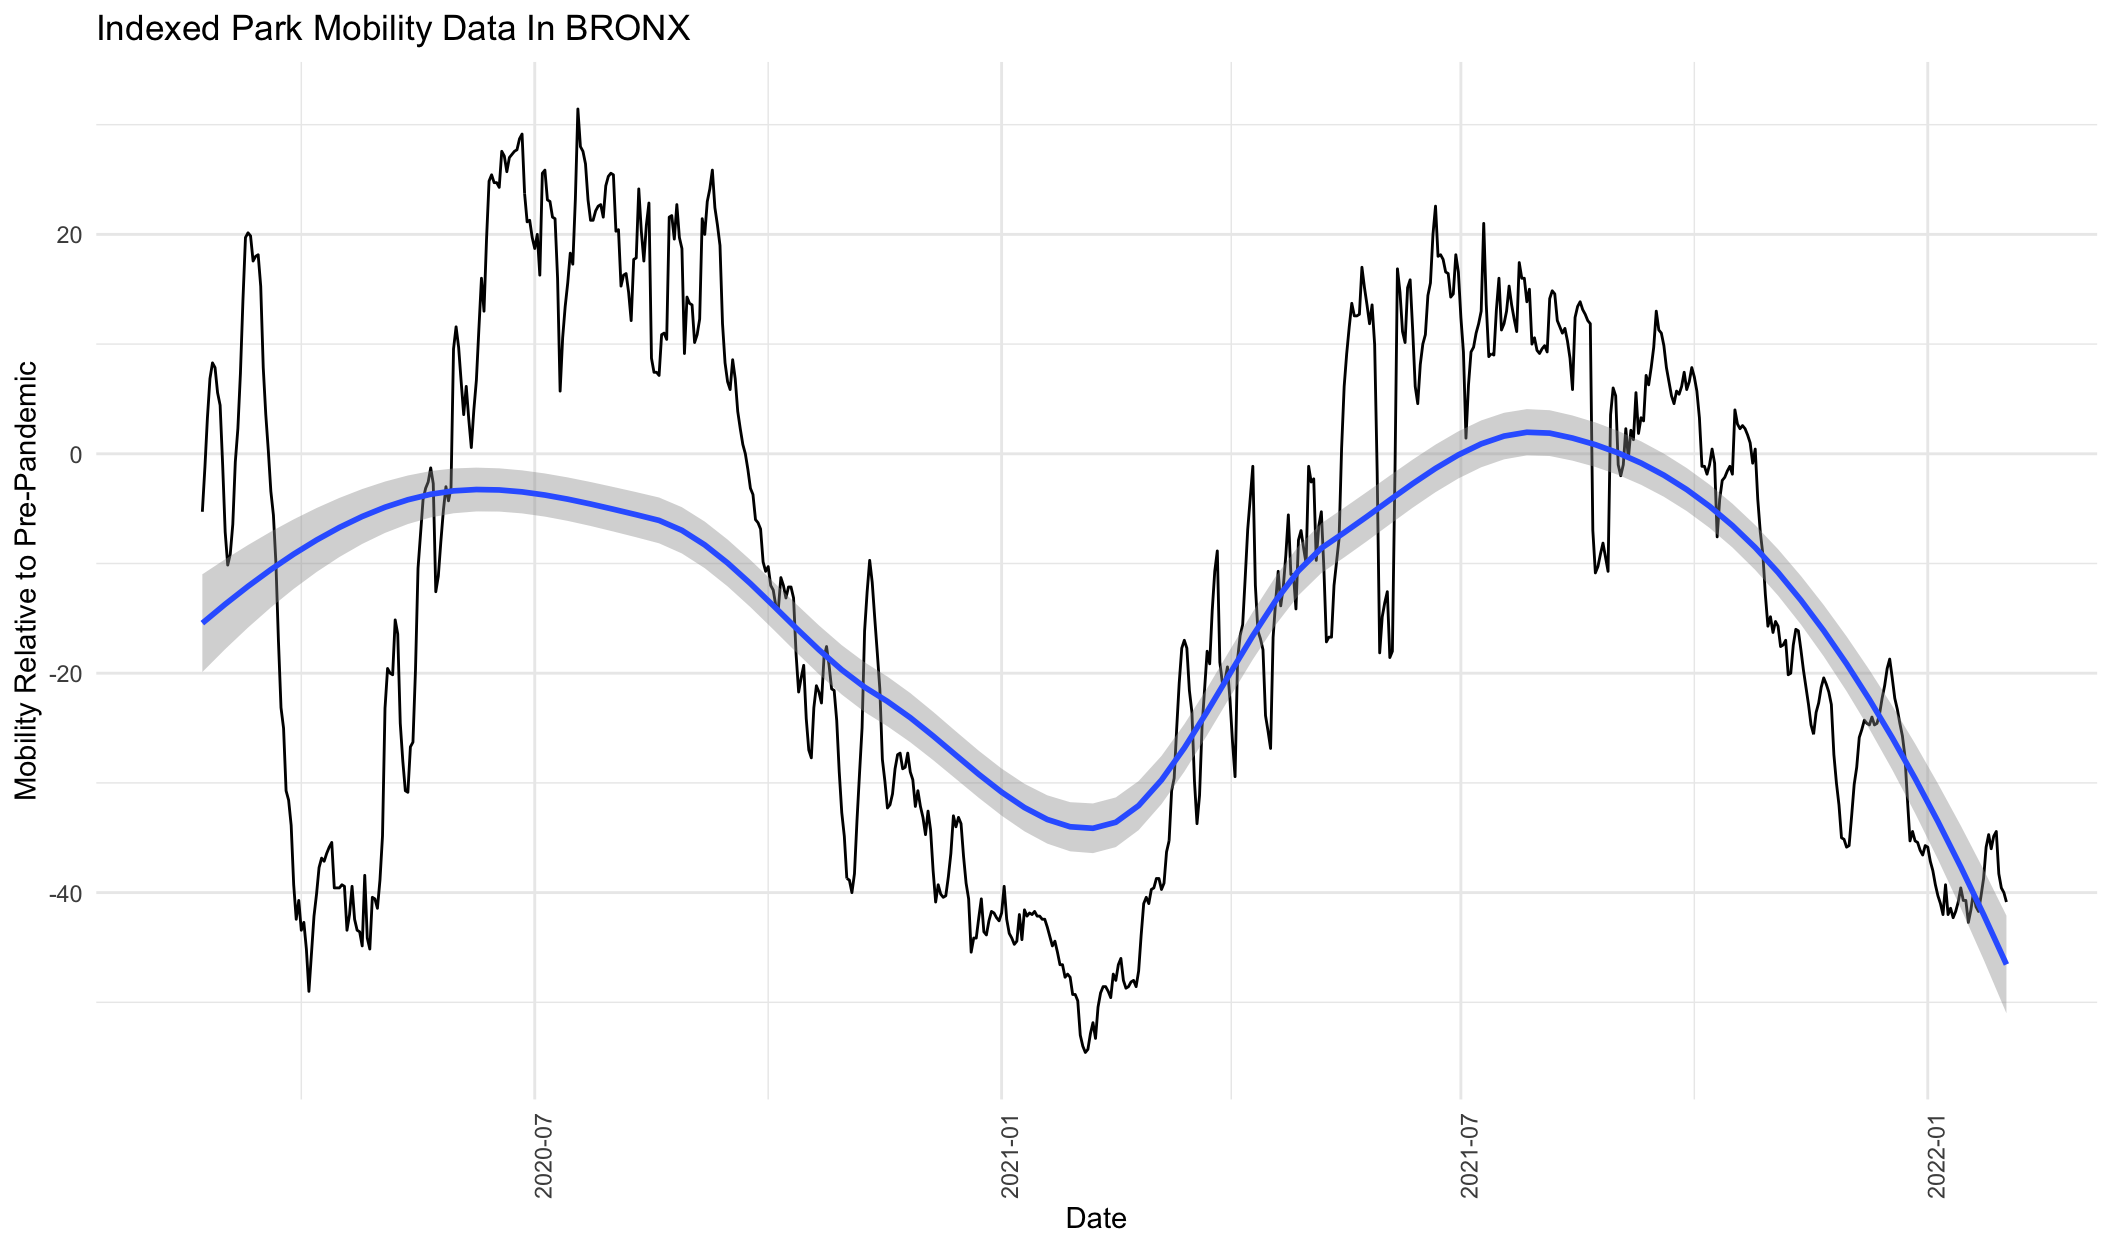 Indexed Park Mobility Data In BRONX
Mobility Relative to Pre-Pandemic
20
0
-20
-40
2020-07
2021-01
2021-07
2022-01
Date